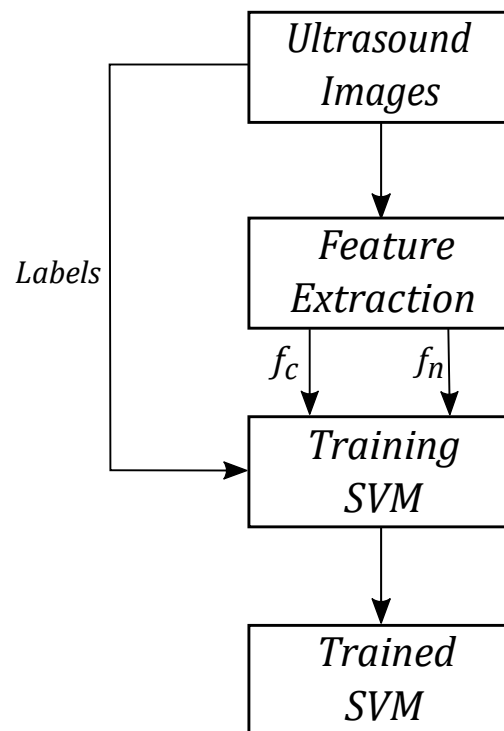 Ultrasound
Images
Labels
Feature
Extraction
f_c
f_n
Training
SVM
Trained
SVM